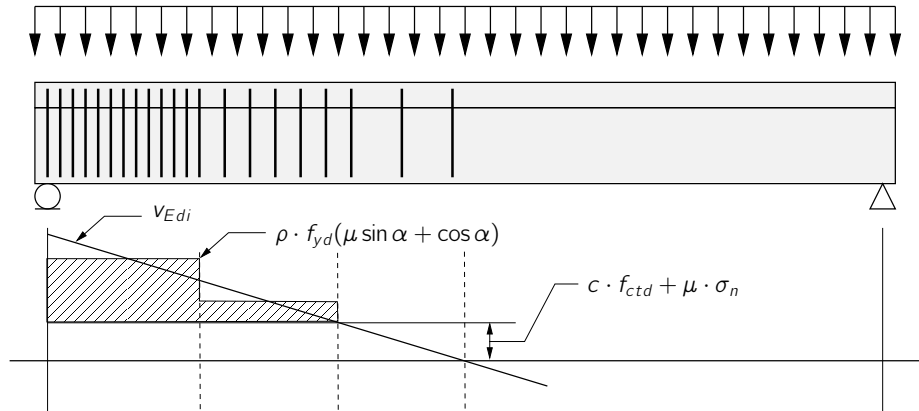 v_{Edi}
ρ · f_{yd}(μ sin α + cos α)
c · f_{ctd} + μ · σ_n